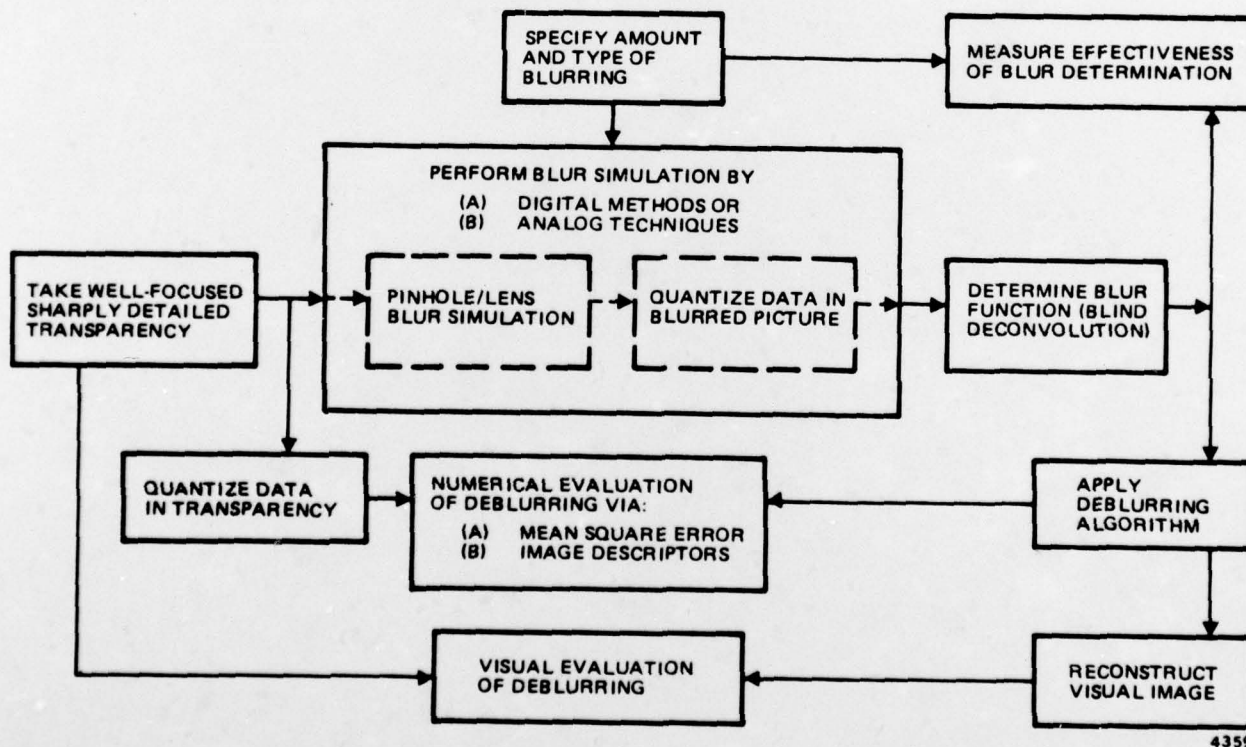 SPECIFY AMOUNT
AND TYPE OF
BLURRING
MEASURE EFFECTIVENESS
OF BLUR DETERMINATION
PERFORM BLUR SIMULATION BY
(A) DIGITAL METHODS OR
(B) ANALOG TECHNIQUES
TAKE WELL-FOCUSED
SHARPLY DETAILED
TRANSPARENCY
PINHOLE/LENS
BLUR SIMULATION
QUANTIZE DATA IN
BLURRED PICTURE
DETERMINE BLUR
FUNCTION (BLIND
DECONVOLUTION)
QUANTIZE DATA
IN TRANSPARENCY
NUMERICAL EVALUATION
OF DEBLURRING VIA:
(A) MEAN SQUARE ERROR
(B) IMAGE DESCRIPTORS
APPLY
DEBLURRING
ALGORITHM
VISUAL EVALUATION
OF DEBLURRING
RECONSTRUCT
VISUAL IMAGE